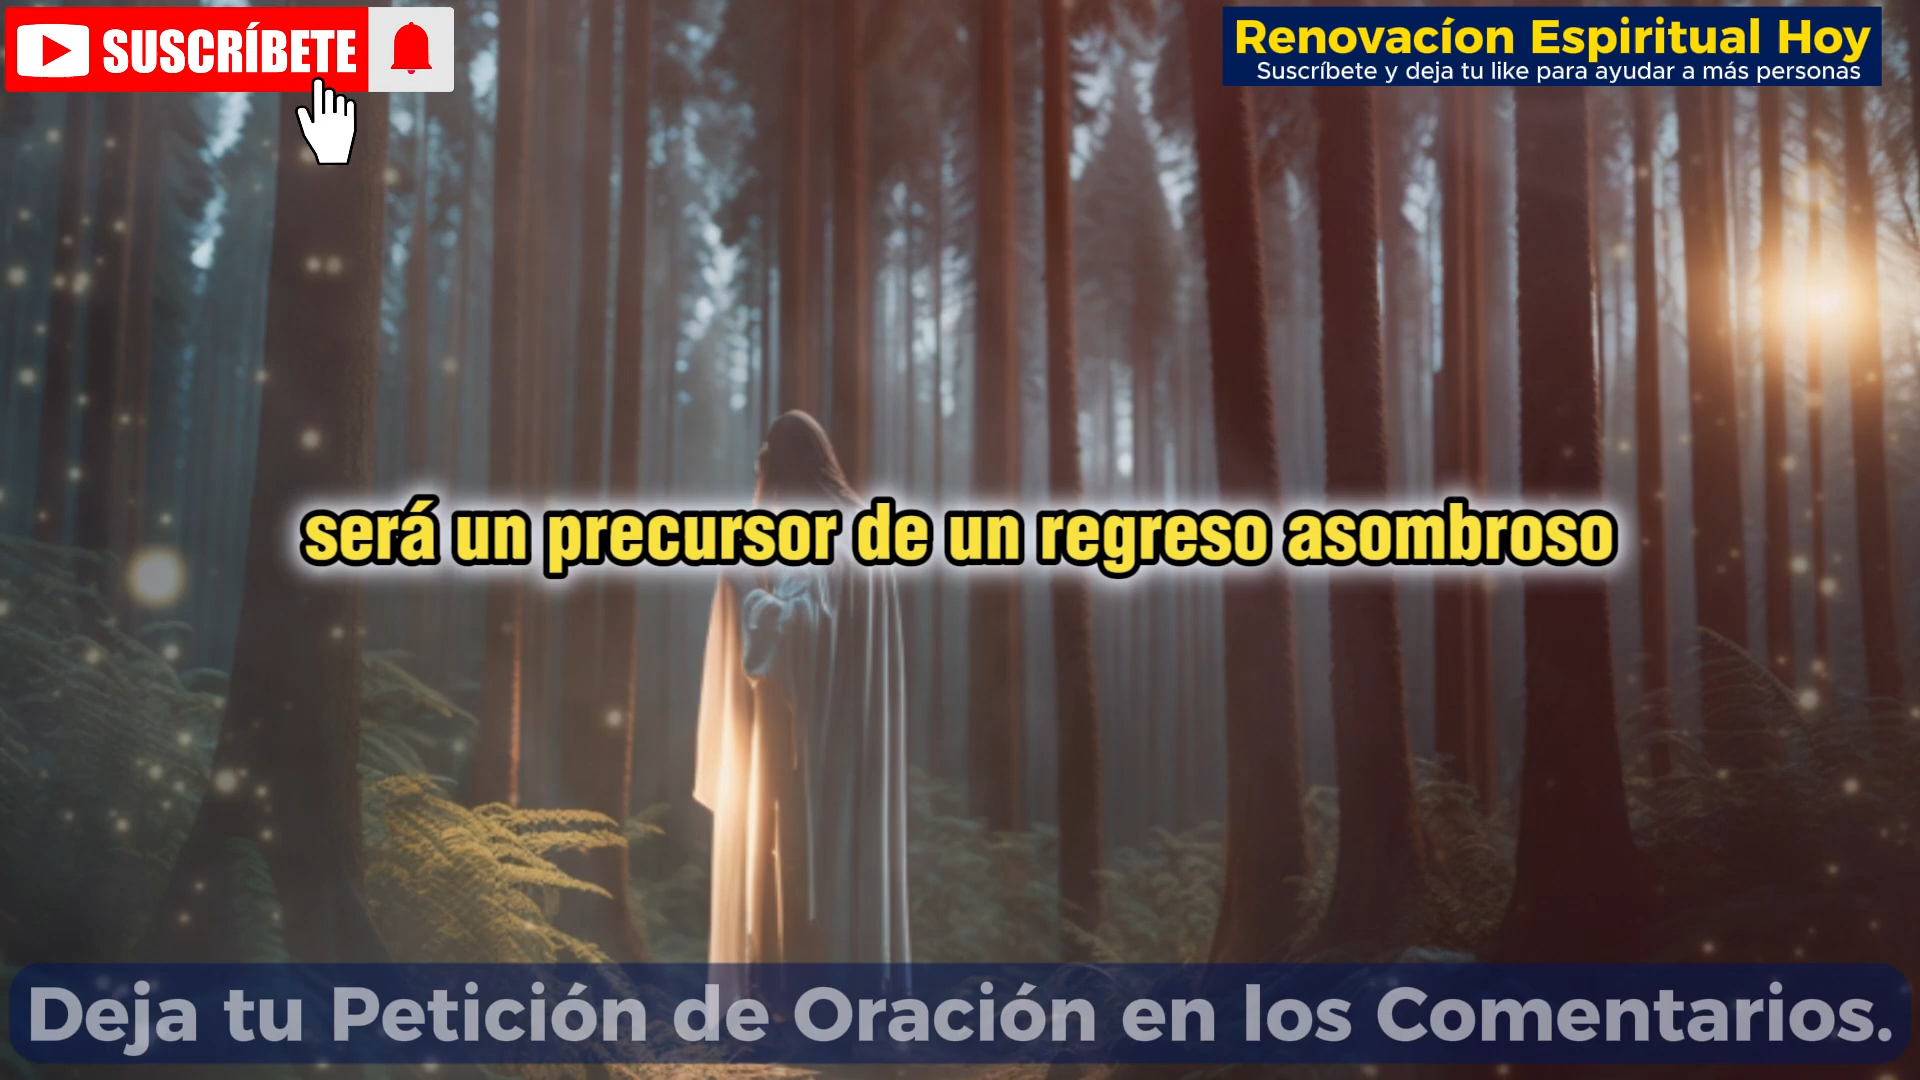 SUSCRÍBETE
Renovacíon Espiritual Hoy
Suscríbete y deja tu like para ayudar a más personas
será un precursor de un regreso asombroso
Deja tu Petición de Oración en los Comentarios.